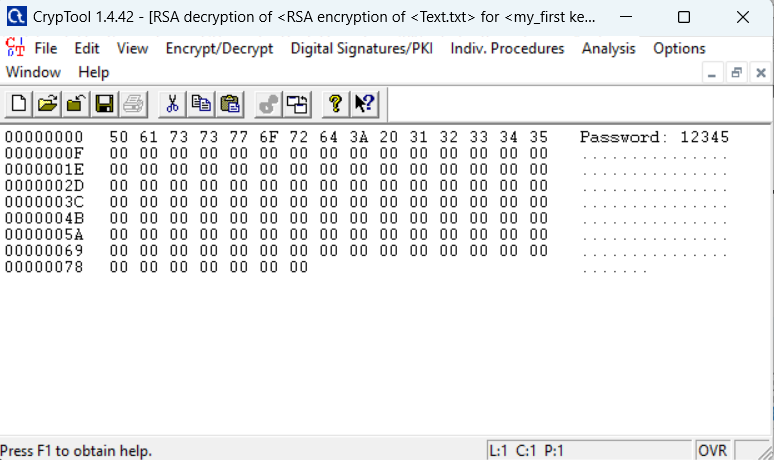 CrypTool 1.4.42 - [RSA decryption of <RSA encryption of <Text.txt> for <my_first ke...
File Edit View Encrypt/Decrypt Digital Signatures/PKI Indiv. Procedures Analysis Options
Window Help
00000000 50 61 73 73 77 6F 72 64 3A 20 31 32 33 34 35 Password: 12345
0000000F 00 00 00 00 00 00 00 00 00 00 00 00 00 00 00 ...............
0000001E 00 00 00 00 00 00 00 00 00 00 00 00 00 00 00 ...............
0000002D 00 00 00 00 00 00 00 00 00 00 00 00 00 00 00 ...............
0000003C 00 00 00 00 00 00 00 00 00 00 00 00 00 00 00 ...............
0000004B 00 00 00 00 00 00 00 00 00 00 00 00 00 00 00 ...............
0000005A 00 00 00 00 00 00 00 00 00 00 00 00 00 00 00 ...............
00000069 00 00 00 00 00 00 00 00 00 00 00 00 00 00 00 ...............
00000078 00 00 00 00 00 00 00 .......
Press F1 to obtain help. L:1 C:1 P:1 OVR